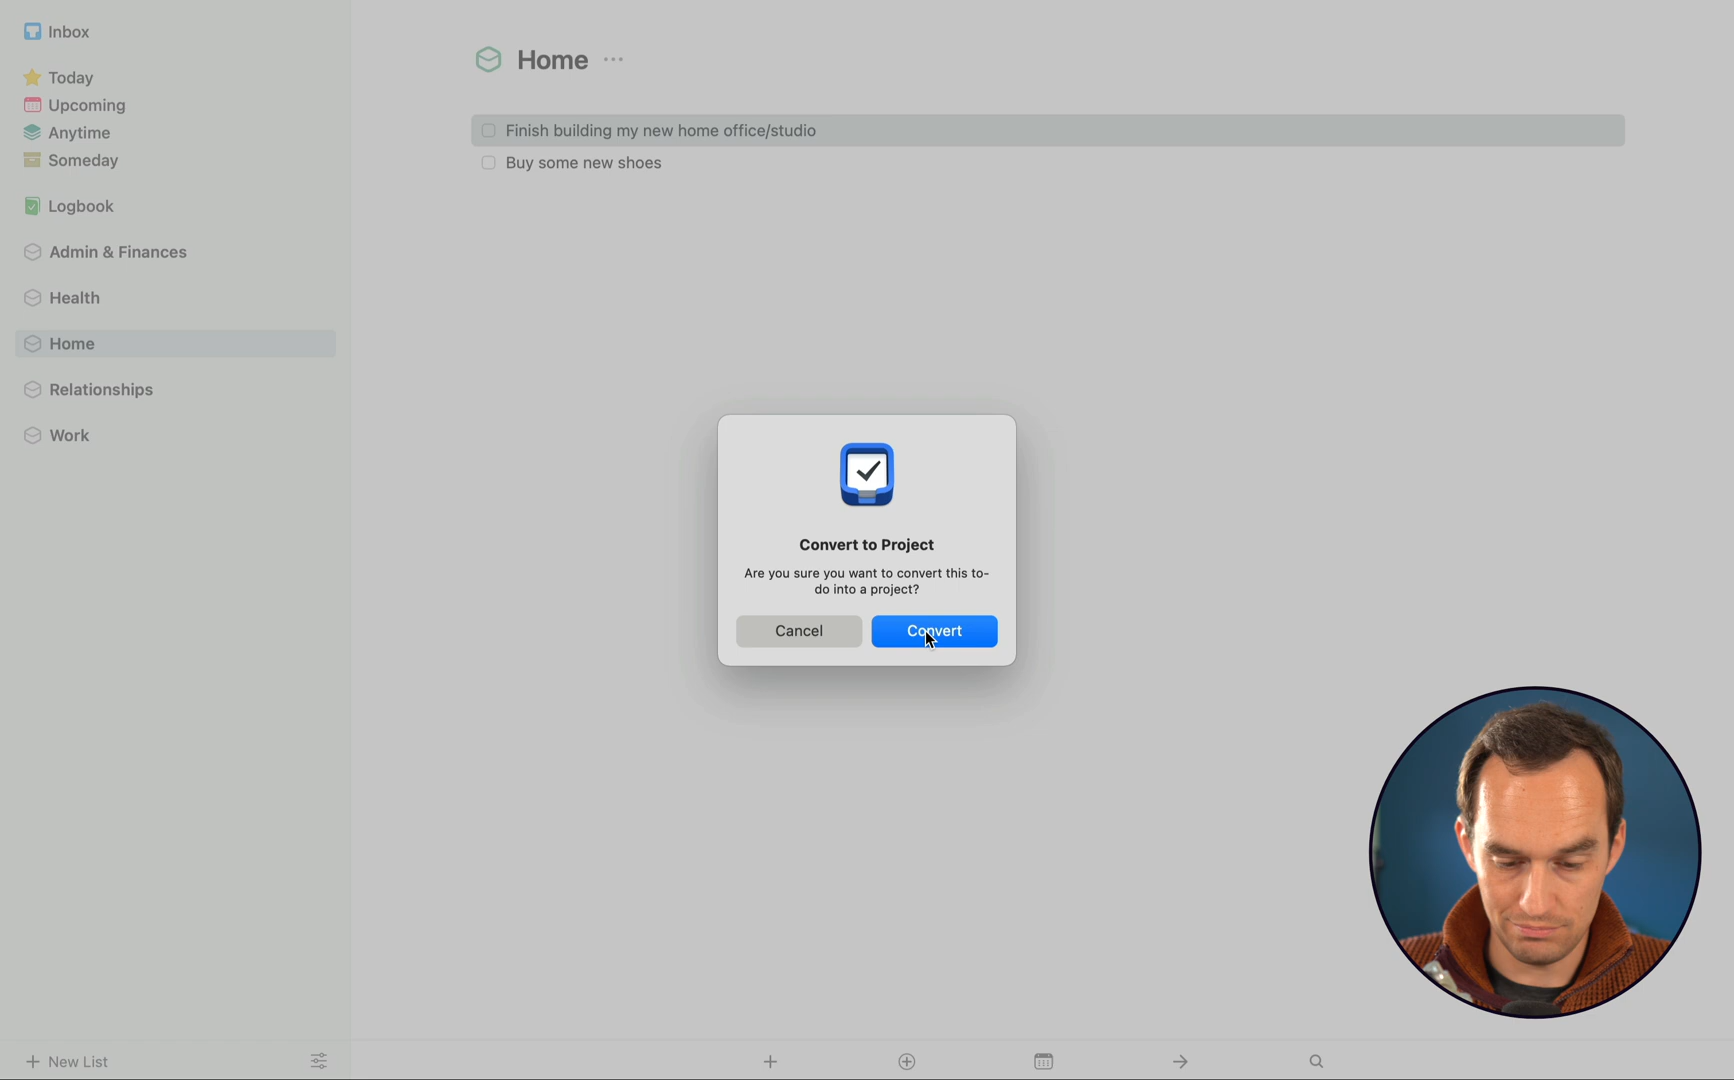 Inbox
Today
Upcoming
Anytime
Someday
Logbook
Admin & Finances
Health
Home
Relationships
Work
New List
Home
Finish building my new home office/studio
Buy some new shoes
Convert to Project
Are you sure you want to convert this to-
do into a project?
Cancel
Convert